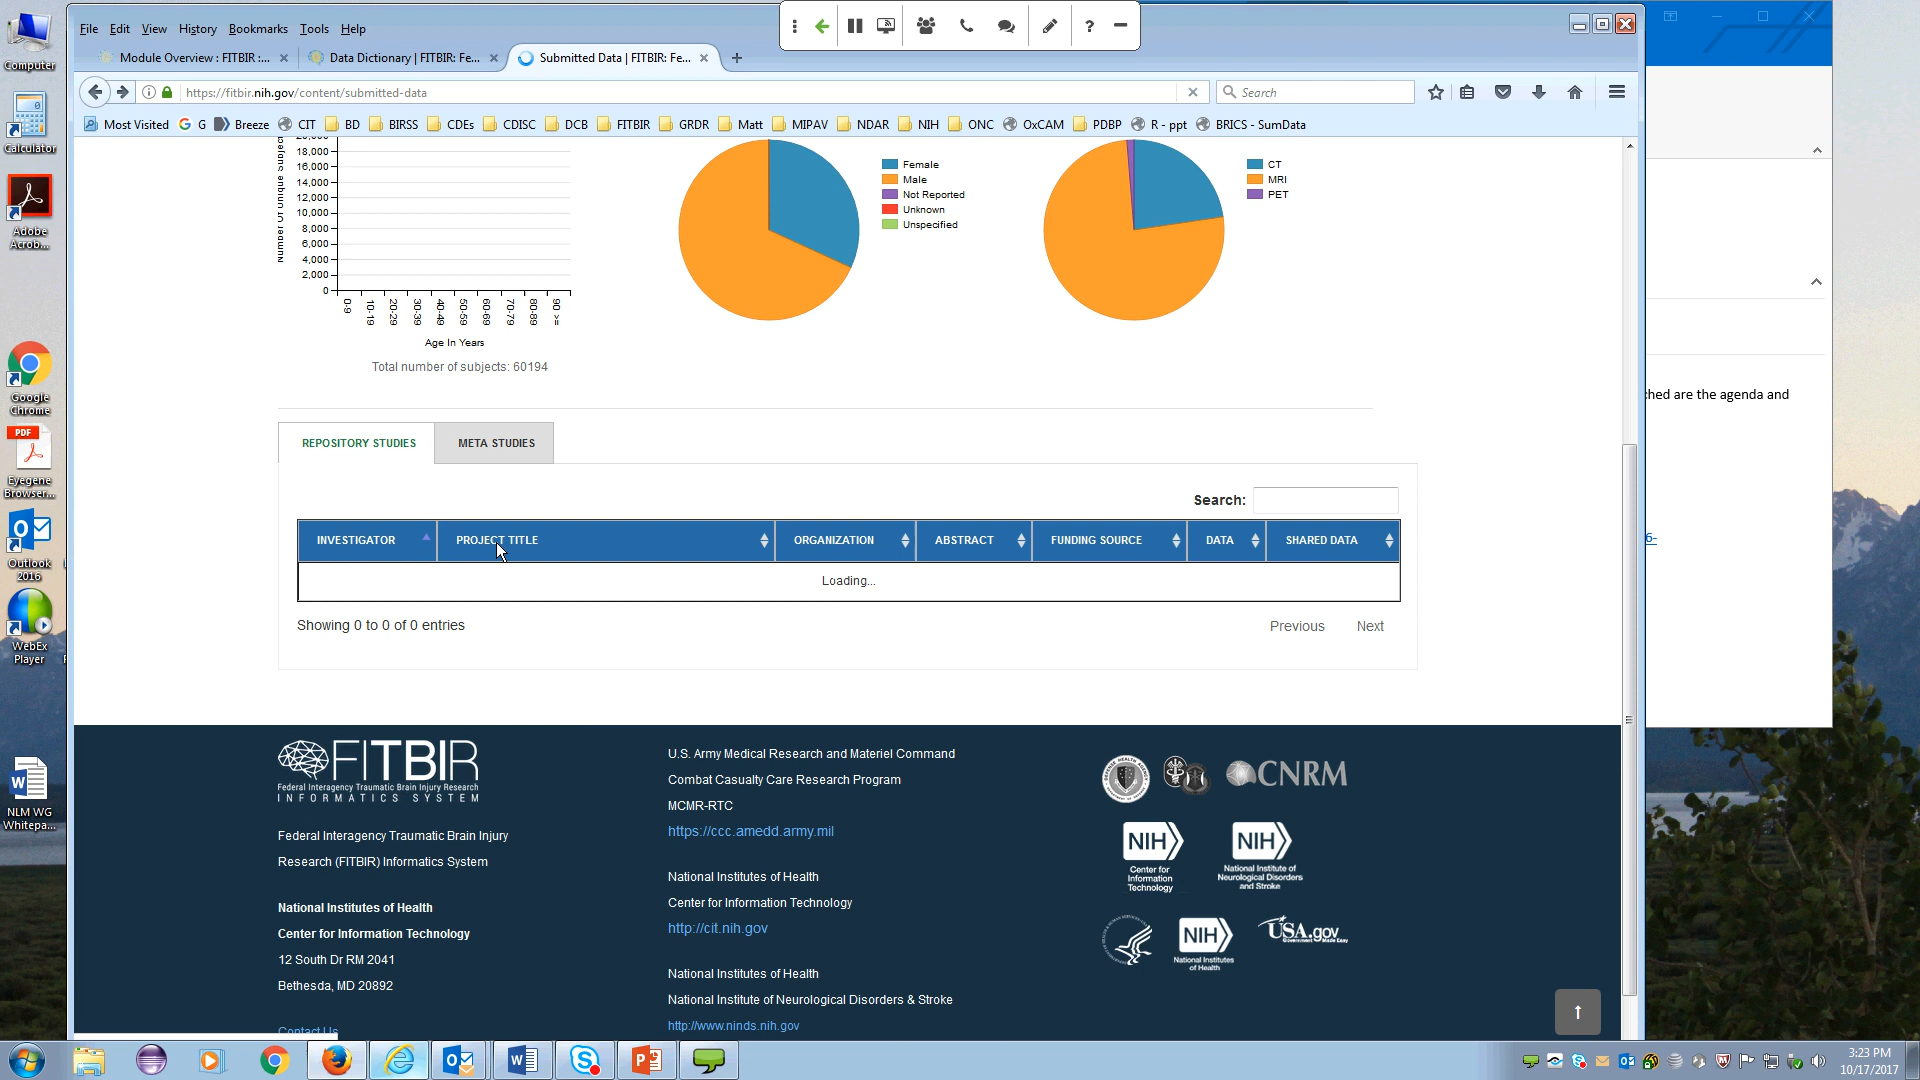 File Edit View History Bookmarks Tools Help
Module Overview : FITBIR :...
Data Dictionary | FITBIR: Fe...
Submitted Data | FITBIR: Fe...
https://fitbir.nih.gov/content/submitted-data
Search
Most Visited G Breeze CIT BD BIRSS CDEs CDISC DCB FITBIR GRDR Matt MIPAV NDAR NIH ONC OxCAM PDBP R - ppt BRICS - SumData
Computer
Calculator
Adobe
Acrob...
Google
Chrome
Eyegene
Browser...
Outlook
2016
WebEx
Player
NLM WG
Whitepa...
PDF
Number Of Unique Subjec
18,000
16,000
14,000
12,000
10,000
8,000
6,000
4,000
2,000
0
0-9
10-19
20-29
30-39
40-49
50-59
60-69
70-79
80-89
90 >=
Age In Years
Total number of subjects: 60194
Female
Male
Not Reported
Unknown
Unspecified
CT
MRI
PET
ched are the agenda and
6-
REPOSITORY STUDIES
META STUDIES
Search:
INVESTIGATOR PROJECT TITLE ORGANIZATION ABSTRACT FUNDING SOURCE DATA SHARED DATA
Loading...
Showing 0 to 0 of 0 entries
Previous Next
FITBIR
Federal Interagency Traumatic Brain Injury Research
INFORMATICS SYSTEM
Federal Interagency Traumatic Brain Injury
Research (FITBIR) Informatics System
National Institutes of Health
Center for Information Technology
12 South Dr RM 2041
Bethesda, MD 20892
Contact Us
U.S. Army Medical Research and Materiel Command
Combat Casualty Care Research Program
MCMR-RTC
https://ccc.amedd.army.mil
National Institutes of Health
Center for Information Technology
http://cit.nih.gov
National Institutes of Health
National Institute of Neurological Disorders & Stroke
http://www.ninds.nih.gov
CNRM
NIH
Center for
Information
Technology
NIH
National Institute of
Neurological Disorders
and Stroke
NIH
National Institutes
of Health
USA.gov
Government Made Easy
3:23 PM
10/17/2017